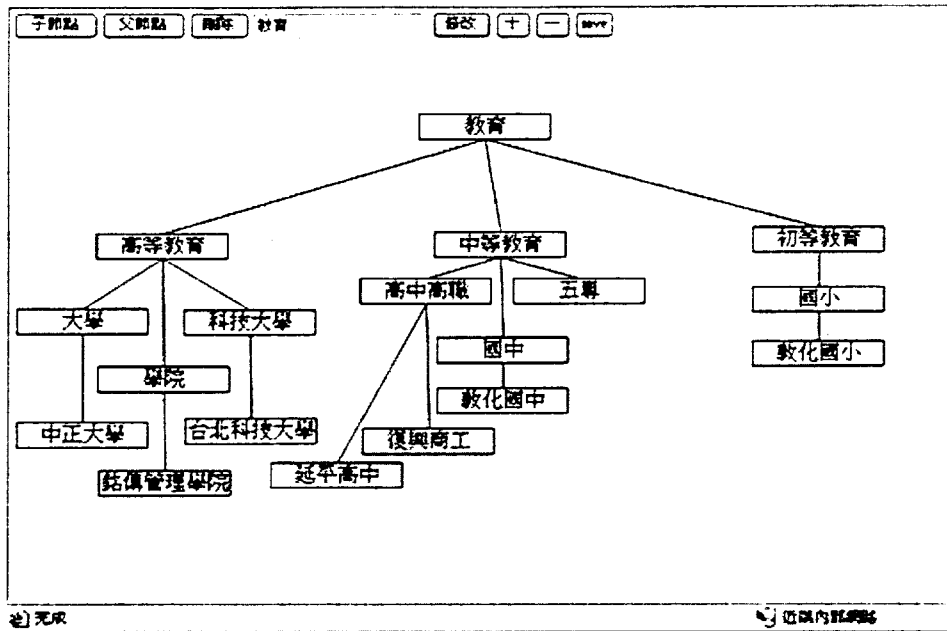 子節點 父節點 刪除 教育 修改 + - save
教育
高等教育 中等教育 初等教育
高中高職 五專 國小
大學 科技大學
國中 敦化國小
學院
敦化國中
中正大學 台北科技大學 復興商工
銘傳管理學院 延平高中
完成 近端內部網路